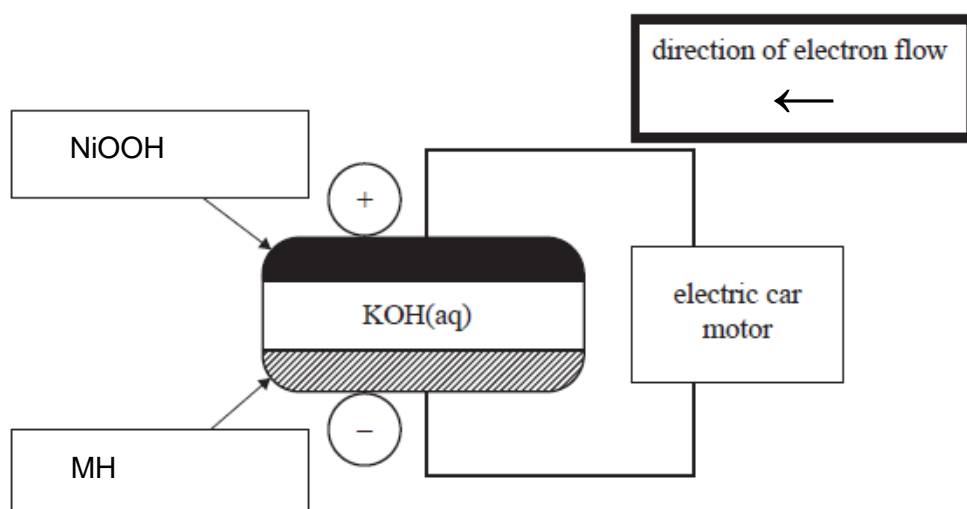 direction of electron flow
←
NiOOH
+
KOH(aq)
electric car
motor
−
MH